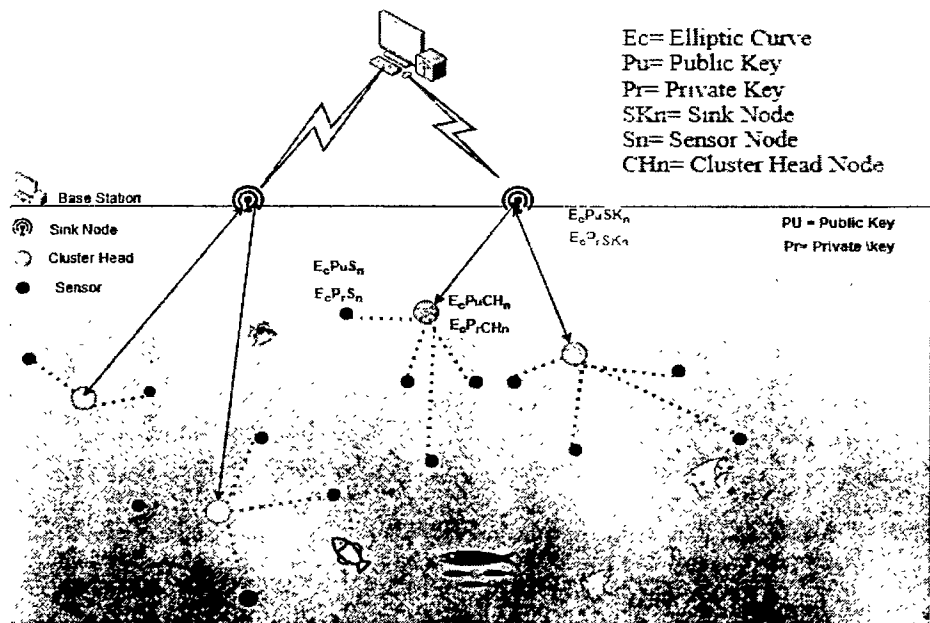 Ec= Elliptic Curve
Pu= Public Key
Pr= Private Key
SKn= Sink Node
Sn= Sensor Node
CHn= Cluster Head Node
Base Station
Sink Node
Cluster Head
Sensor
EcPuSKn
EcPrSKn
PU = Public Key
Pr= Private key
EcPuSn
EcPrSn
EcPuCHn
EcPrCHn